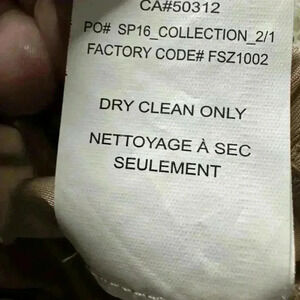 CA#50312
PO# SP16_COLLECTION_2/1
FACTORY CODE# FSZ1002
DRY CLEAN ONLY
NETTOYAGE À SEC
SEULEMENT